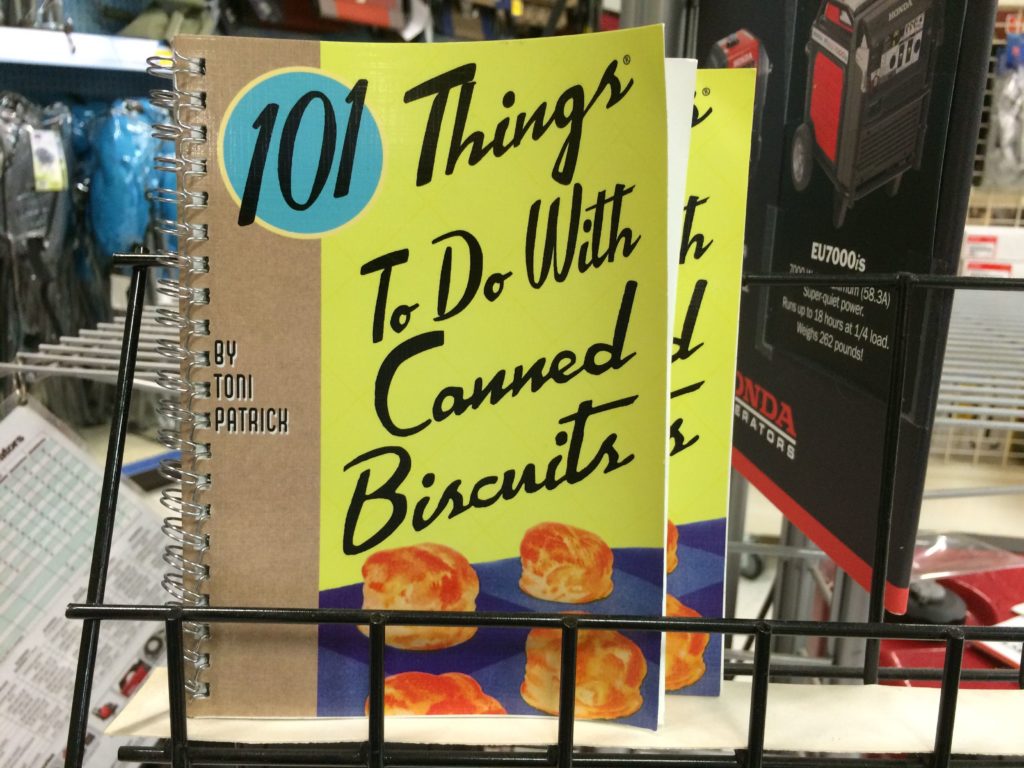 101 Things®
To Do With
Canned
Biscuits
BY
TONI
PATRICK
HONDA
EU7000is
Super-quiet power.
Runs up to 18 hours at 1/4 load.
Weighs 262 pounds!